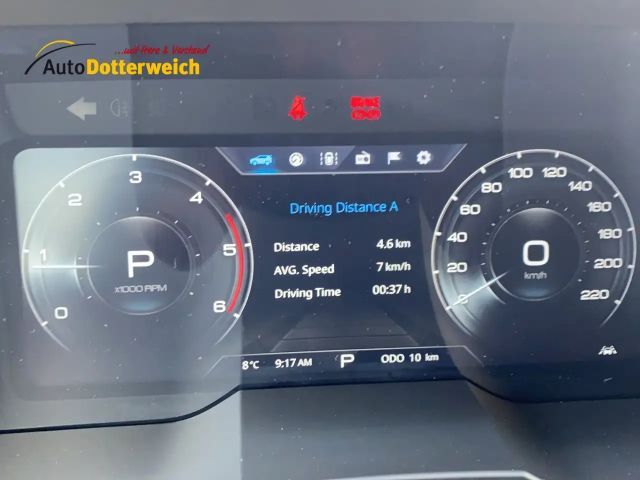 ...mit Herz & Verstand
AutoDotterweich
BRAKE
Driving Distance A
Distance 4.6 km
AVG. Speed 7 km/h
Driving Time 00:37 h
0 1 2 3 4 5 6
P
x1000 RPM
0 20 40 60 80 100 120 140 160 180 200 220
0
km/h
8°C 9:17 AM P ODO 10 km